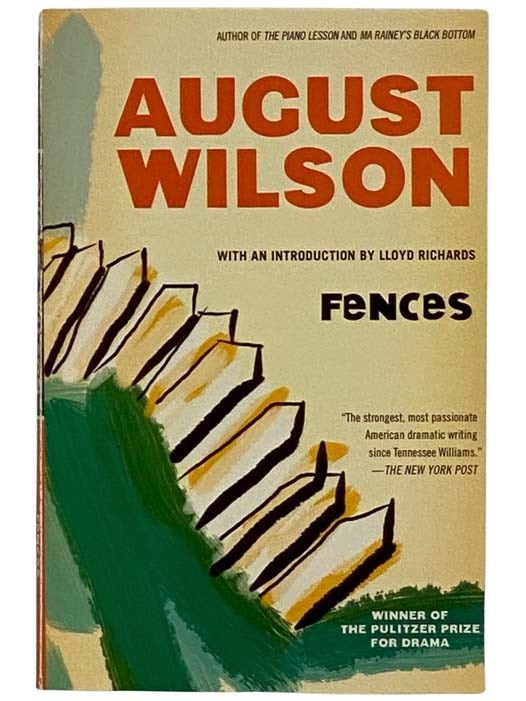 AUTHOR OF THE PIANO LESSON AND MA RAINEY'S BLACK BOTTOM
AUGUST
WILSON
WITH AN INTRODUCTION BY LLOYD RICHARDS
FENCES
"The strongest, most passionate
American dramatic writing
since Tennessee Williams."
—THE NEW YORK POST
WINNER OF
THE PULITZER PRIZE
FOR DRAMA